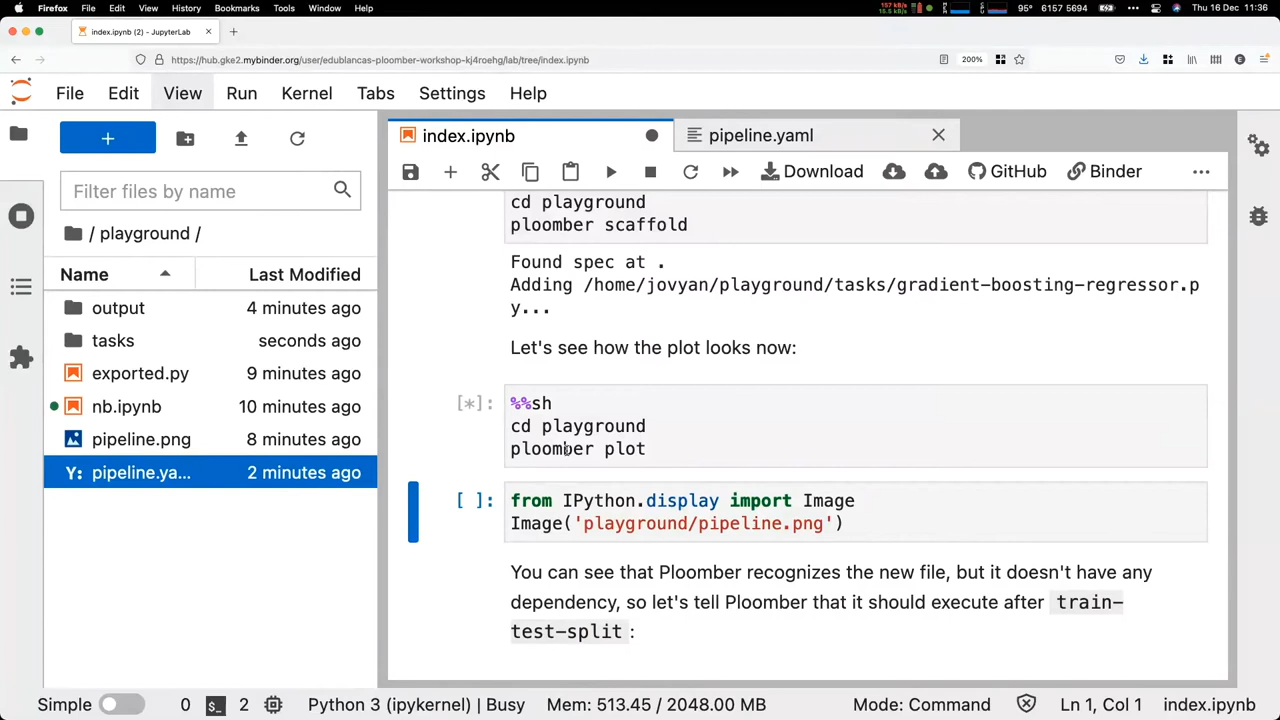 Firefox File Edit View History Bookmarks Tools Window Help
157 kB/s
15.5 kB/s
95° 6157 5694
Thu 16 Dec 11:36
index.ipynb (2) - JupyterLab
https://hub.gke2.mybinder.org/user/edublancas-ploomber-workshop-kj4roehg/lab/tree/index.ipynb
200%
File Edit View Run Kernel Tabs Settings Help
index.ipynb
pipeline.yaml
Download
GitHub
Binder
Filter files by name
/ playground /
Name
Last Modified
output 4 minutes ago
tasks seconds ago
exported.py 9 minutes ago
nb.ipynb 10 minutes ago
pipeline.png 8 minutes ago
Y: pipeline.ya... 2 minutes ago
cd playground
ploomber scaffold
Found spec at .
Adding /home/jovyan/playground/tasks/gradient-boosting-regressor.p
y...
Let's see how the plot looks now:
[*]: %%sh
cd playground
ploomber plot
[ ]: from IPython.display import Image
Image('playground/pipeline.png')
You can see that Ploomber recognizes the new file, but it doesn't have any
dependency, so let's tell Ploomber that it should execute after train-
test-split :
Simple 0 2 Python 3 (ipykernel) | Busy Mem: 513.45 / 2048.00 MB Mode: Command Ln 1, Col 1 index.ipynb